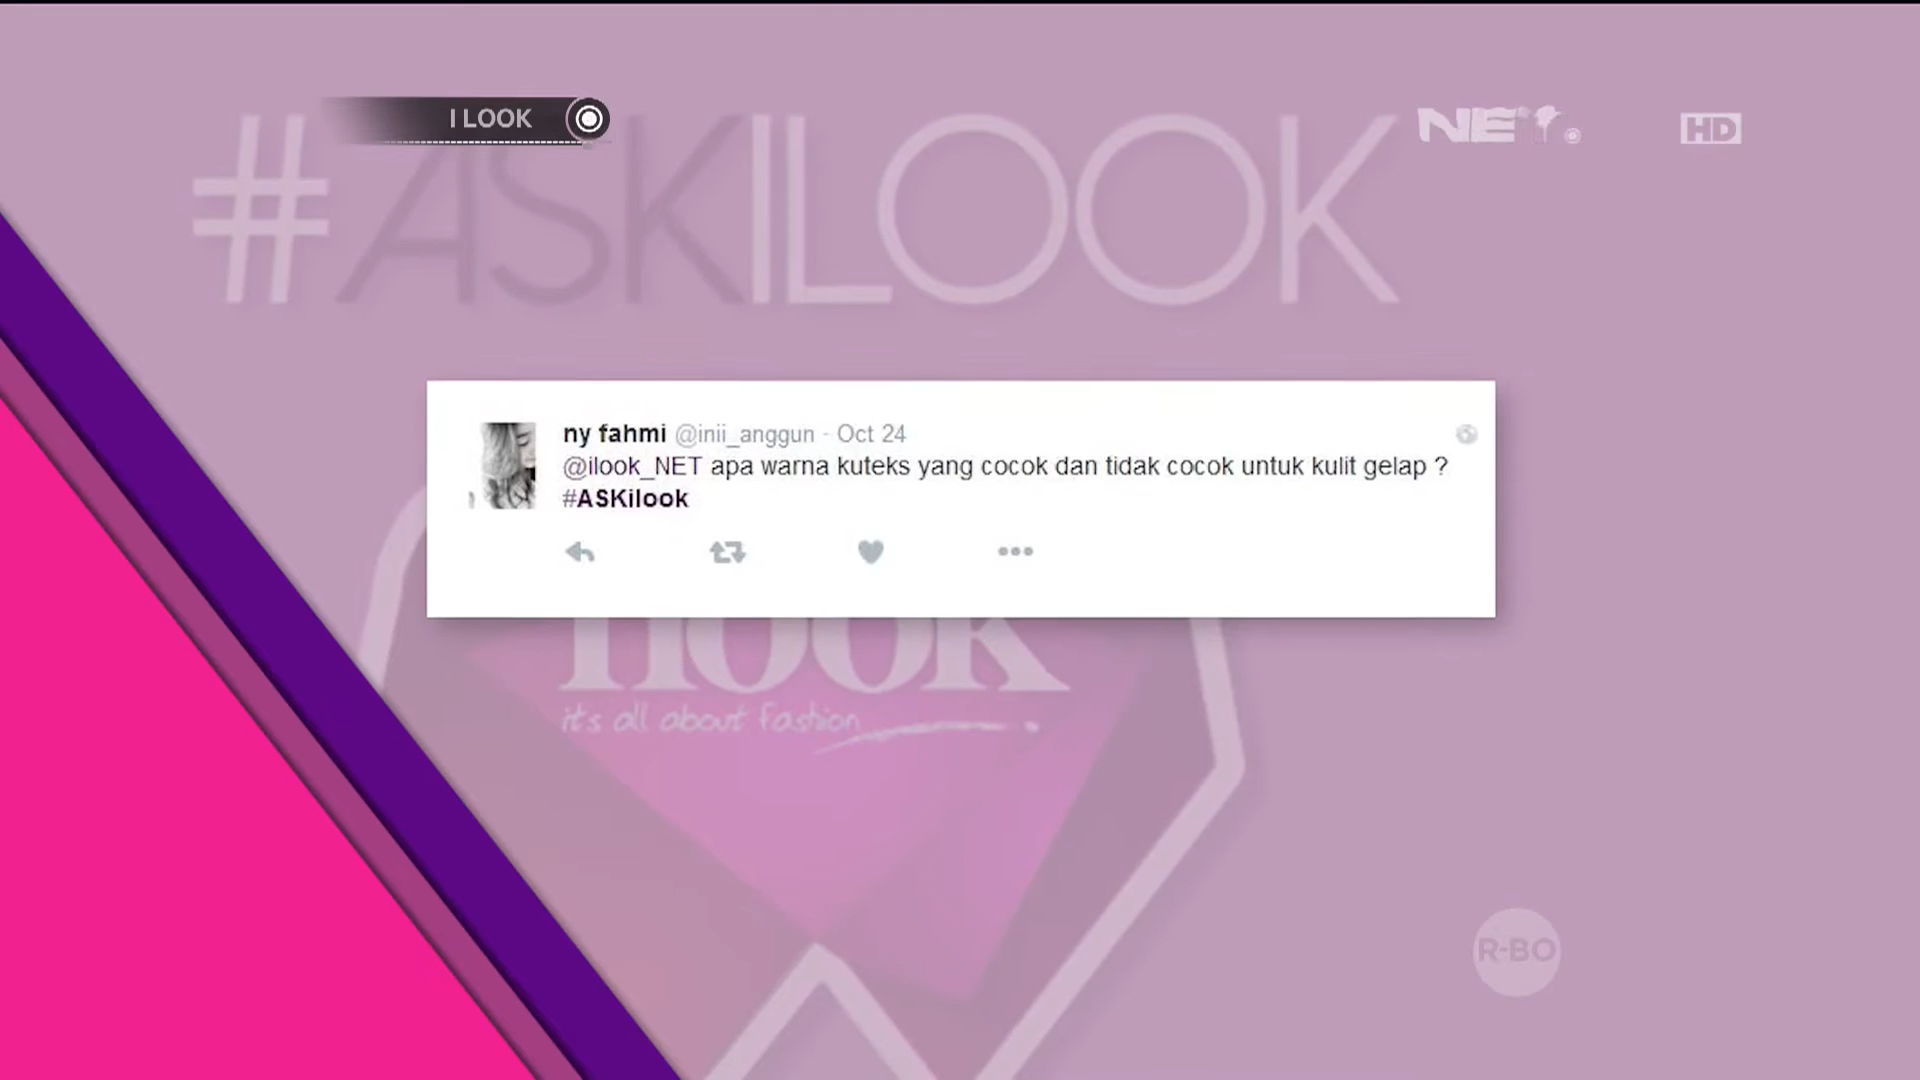 I LOOK
NET.
HD
#ASKILOOK
ny fahmi @inii_anggun - Oct 24
@ilook_NET apa warna kuteks yang cocok dan tidak cocok untuk kulit gelap ?
#ASKilook
ilook
it's all about fashion
R-BO